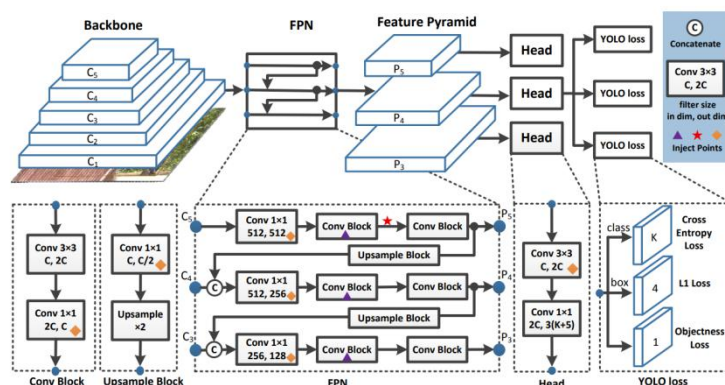 Backbone
FPN
Feature Pyramid
C5
C4
C3
C2
C1
P5
P4
P3
Head
Head
Head
YOLO loss
YOLO loss
YOLO loss
C
Concatenate
Conv 3×3
C, 2C
filter size
in dim, out dim
Inject Points
Conv 3×3
C, 2C
Conv 1×1
2C, C
Conv Block
Conv 1×1
C, C/2
Upsample
×2
Upsample Block
C5
Conv 1×1
512, 512
Conv Block
Conv Block
P5
Upsample Block
C4
C
Conv 1×1
512, 256
Conv Block
Conv Block
P4
Upsample Block
C3
C
Conv 1×1
256, 128
Conv Block
Conv Block
P3
FPN
Conv 3×3
C, 2C
Conv 1×1
2C, 3(K+5)
Head
class
K
Cross
Entropy
Loss
box
4
L1 Loss
1
Objectness
Loss
YOLO loss